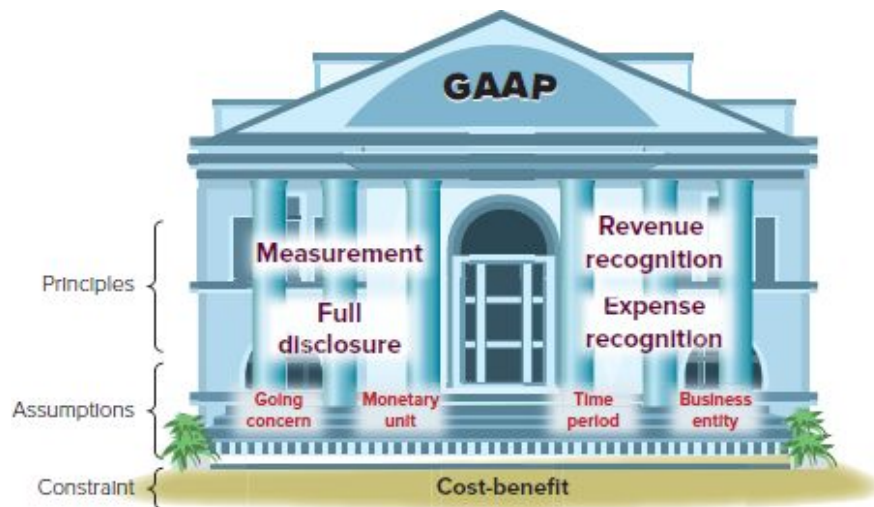 GAAP
Principles
Measurement
Full
disclosure
Revenue
recognition
Expense
recognition
Assumptions
Going
concern
Monetary
unit
Time
period
Business
entity
Constraint
Cost-benefit